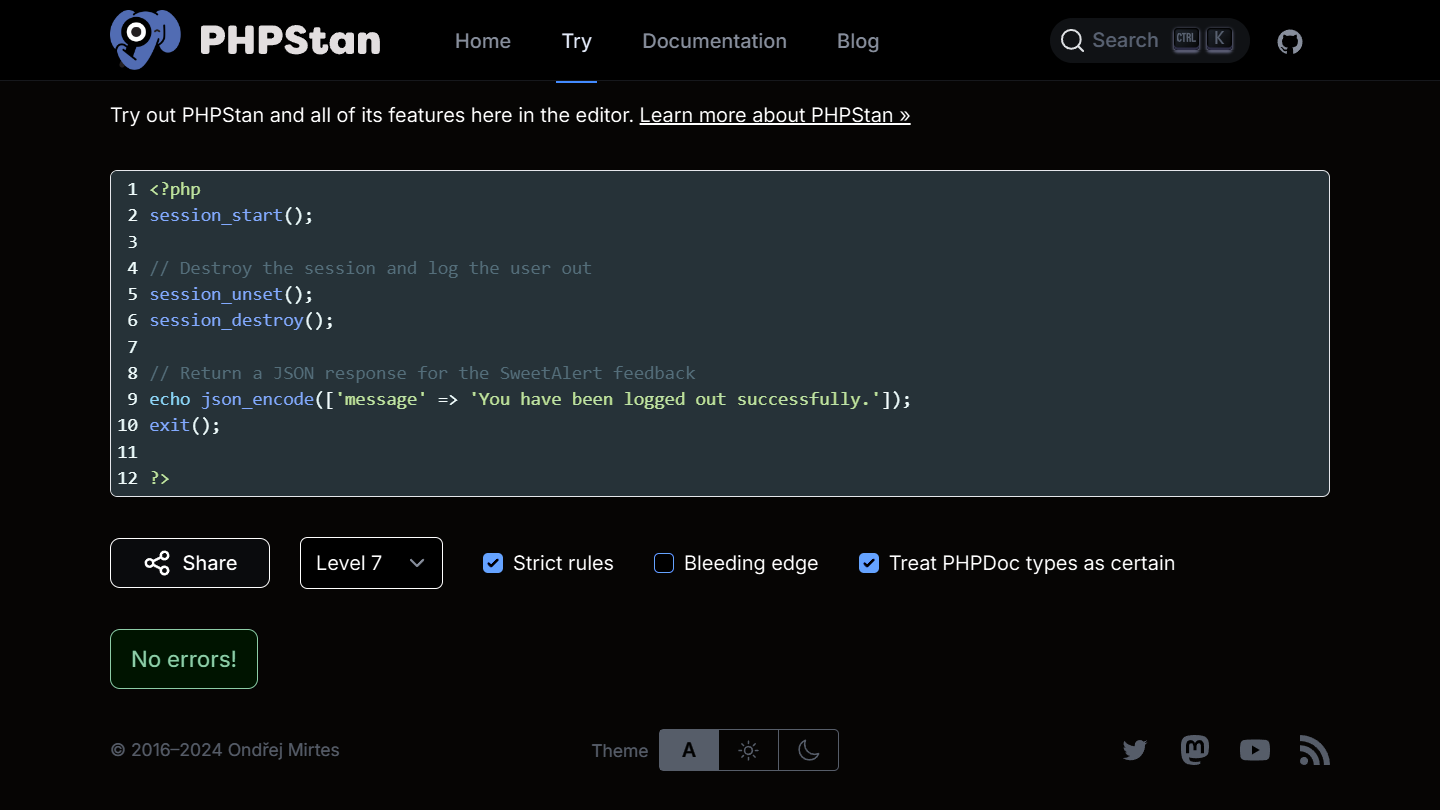 PHPStan
Home Try Documentation Blog
Search CTRL K
Try out PHPStan and all of its features here in the editor. Learn more about PHPStan »
1 <?php
2 session_start();
3
4 // Destroy the session and log the user out
5 session_unset();
6 session_destroy();
7
8 // Return a JSON response for the SweetAlert feedback
9 echo json_encode(['message' => 'You have been logged out successfully.']);
10 exit();
11
12 ?>
Share Level 7 Strict rules Bleeding edge Treat PHPDoc types as certain
No errors!
© 2016–2024 Ondřej Mirtes Theme A